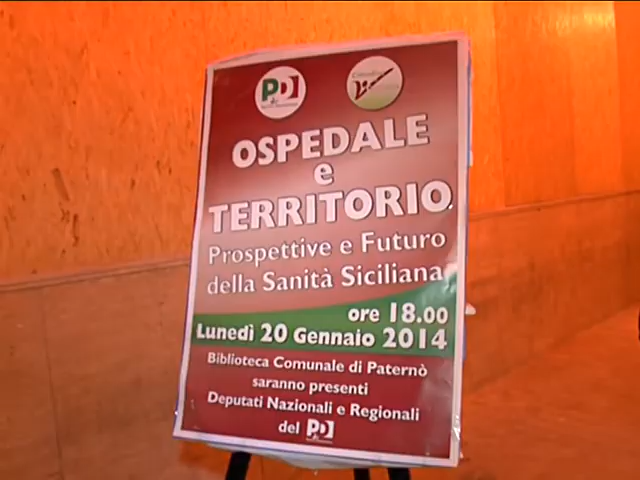 PD
OSPEDALE
e
TERRITORIO
Prospettive e Futuro
della Sanità Siciliana
ore 18.00
Lunedì 20 Gennaio 2014
Biblioteca Comunale di Paternò
saranno presenti
Deputati Nazionali e Regionali
del PD